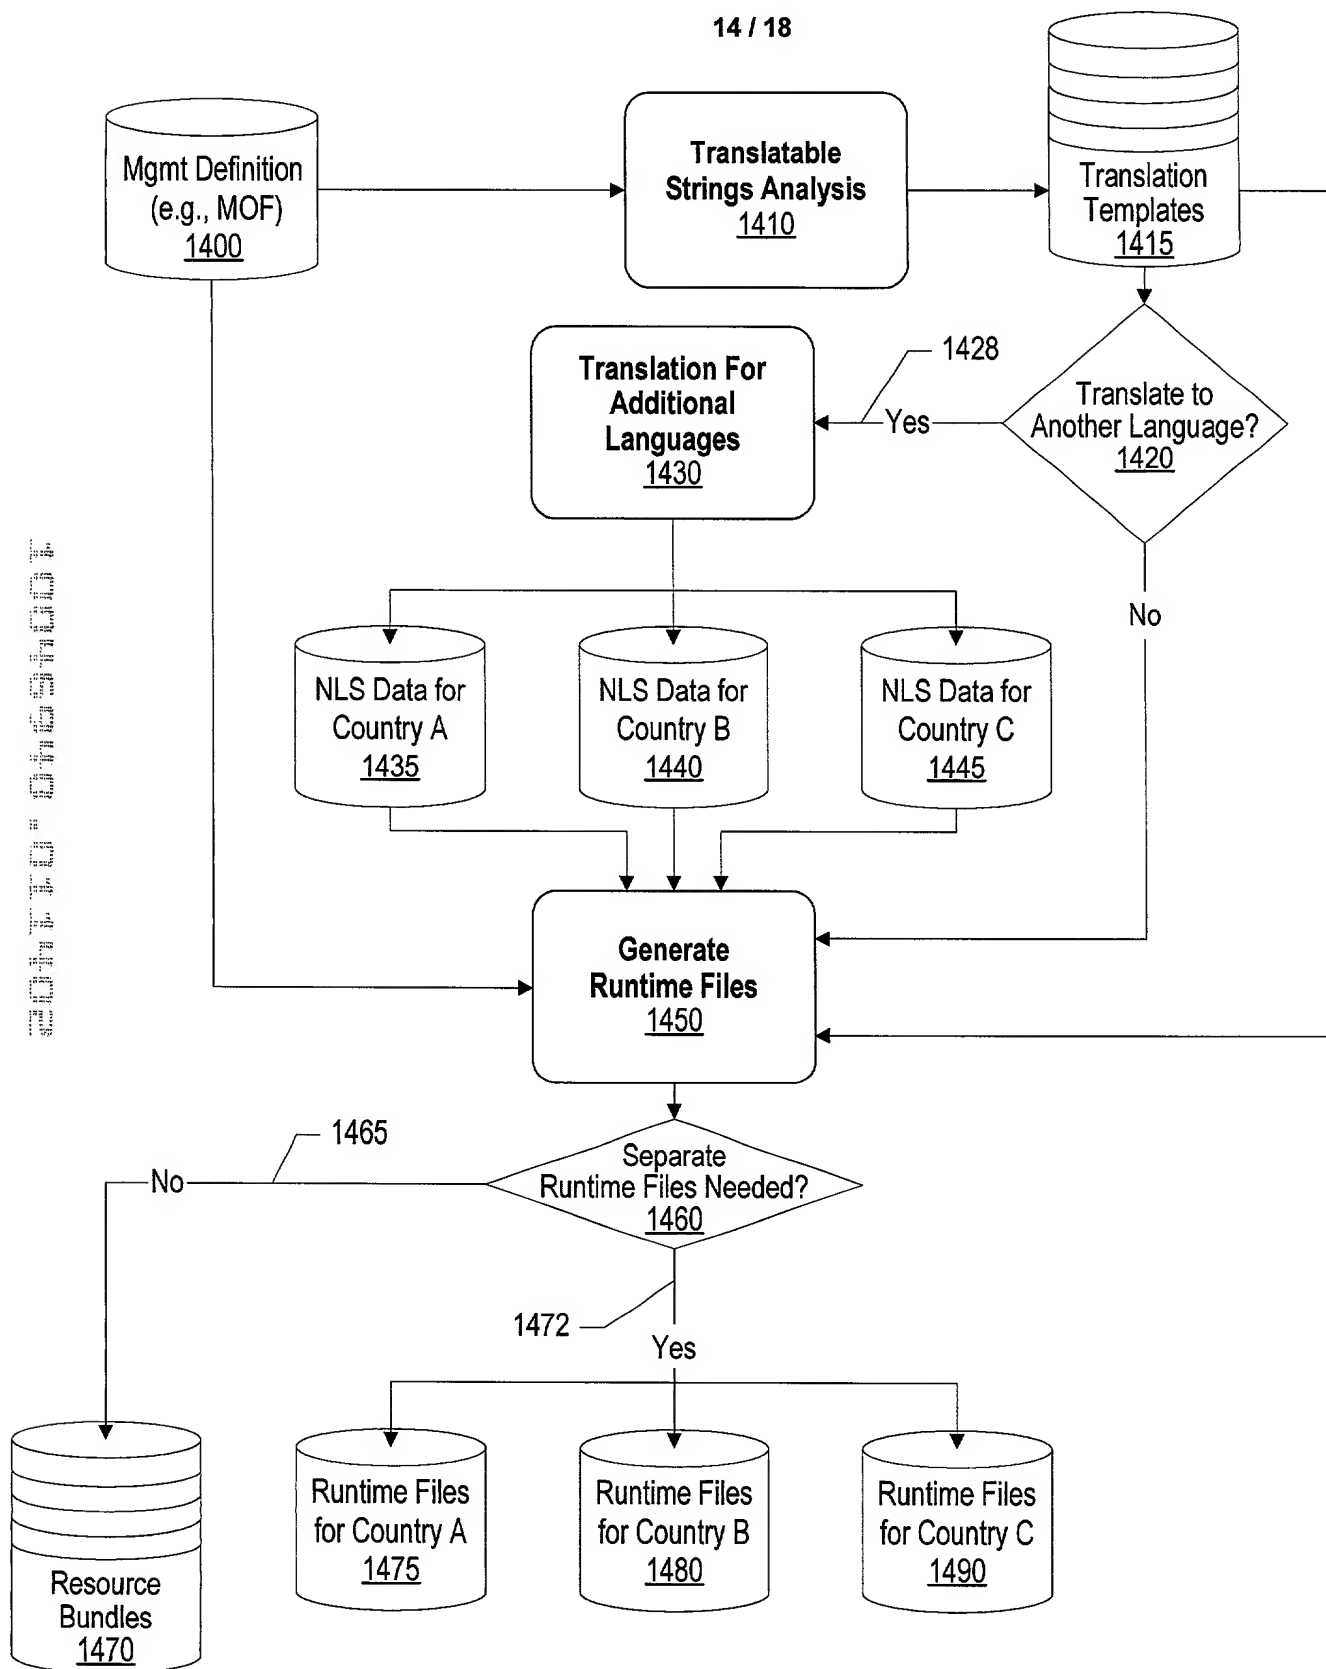 14 / 18
Mgmt Definition
(e.g., MOF)
1400
Translatable
Strings Analysis
1410
Translation
Templates
1415
Translation For
Additional
Languages
1430
1428
Yes
Translate to
Another Language?
1420
No
NLS Data for
Country A
1435
NLS Data for
Country B
1440
NLS Data for
Country C
1445
Generate
Runtime Files
1450
1465
No
Separate
Runtime Files Needed?
1460
1472
Yes
Resource
Bundles
1470
Runtime Files
for Country A
1475
Runtime Files
for Country B
1480
Runtime Files
for Country C
1490